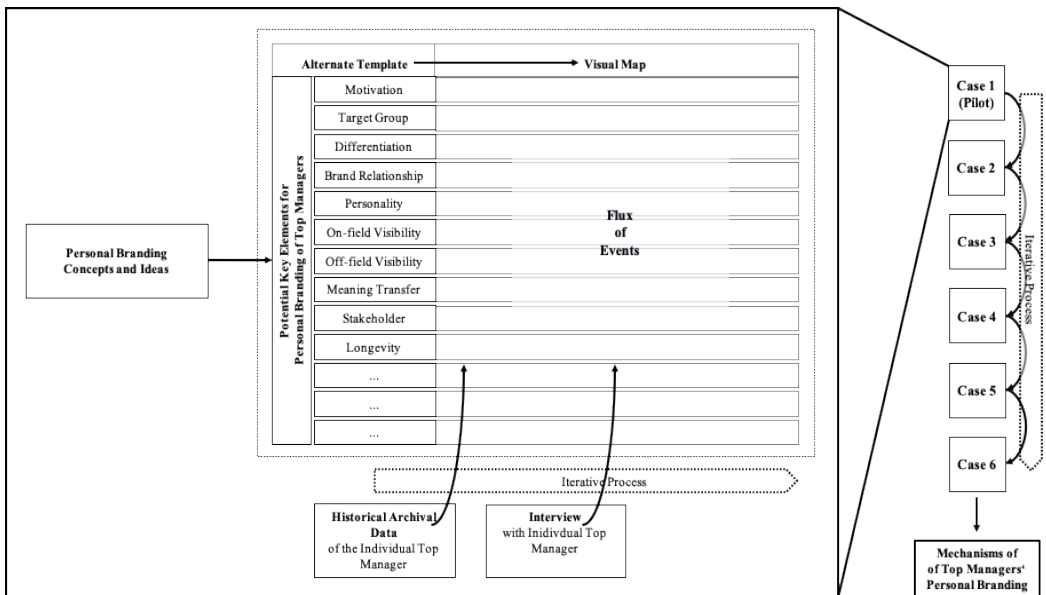 Alternate Template
Visual Map
Potential Key Elements for
Personal Branding of Top Managers
Motivation
Target Group
Differentiation
Brand Relationship
Personality
On-field Visibility
Off-field Visibility
Meaning Transfer
Stakeholder
Longevity
...
...
...
Flux
of
Events
Personal Branding
Concepts and Ideas
Iterative Process
Historical Archival
Data
of the Individual Top
Manager
Interview
with Inidivdual Top
Manager
Case 1
(Pilot)
Case 2
Case 3
Case 4
Case 5
Case 6
Iterative Process
Mechanisms of
of Top Managers‘
Personal Branding